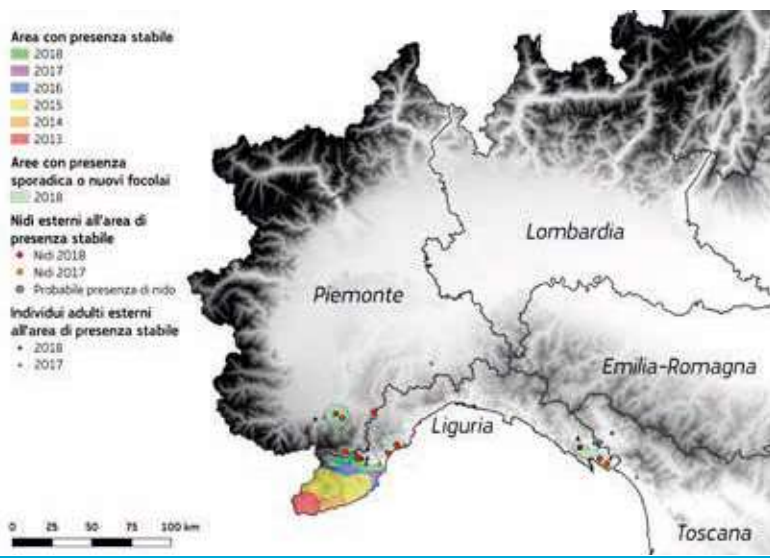 Area con presenza stabile
2018
2017
2016
2015
2014
2013
Aree con presenza
sporadica o nuovi focolai
2018
Nidi esterni all'area di
presenza stabile
Nidi 2018
Nidi 2017
Probabile presenza di nido
Individui adulti esterni
all'area di presenza stabile
2018
2017
Lombardia
Piemonte
Emilia-Romagna
Liguria
Toscana
0 25 50 75 100 km